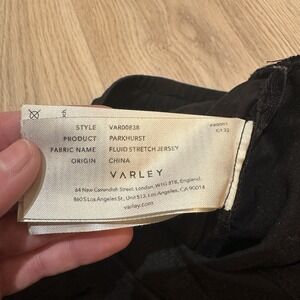 STYLE VAR00838
PRODUCT PARKHURST
FABRIC NAME FLUID STRETCH JERSEY
ORIGIN CHINA
VARLEY
64 New Cavendish Street, London, W1G 8TB, England.
860 S Los Angeles St., Unit 513, Los Angeles, CA 90014
varley.com